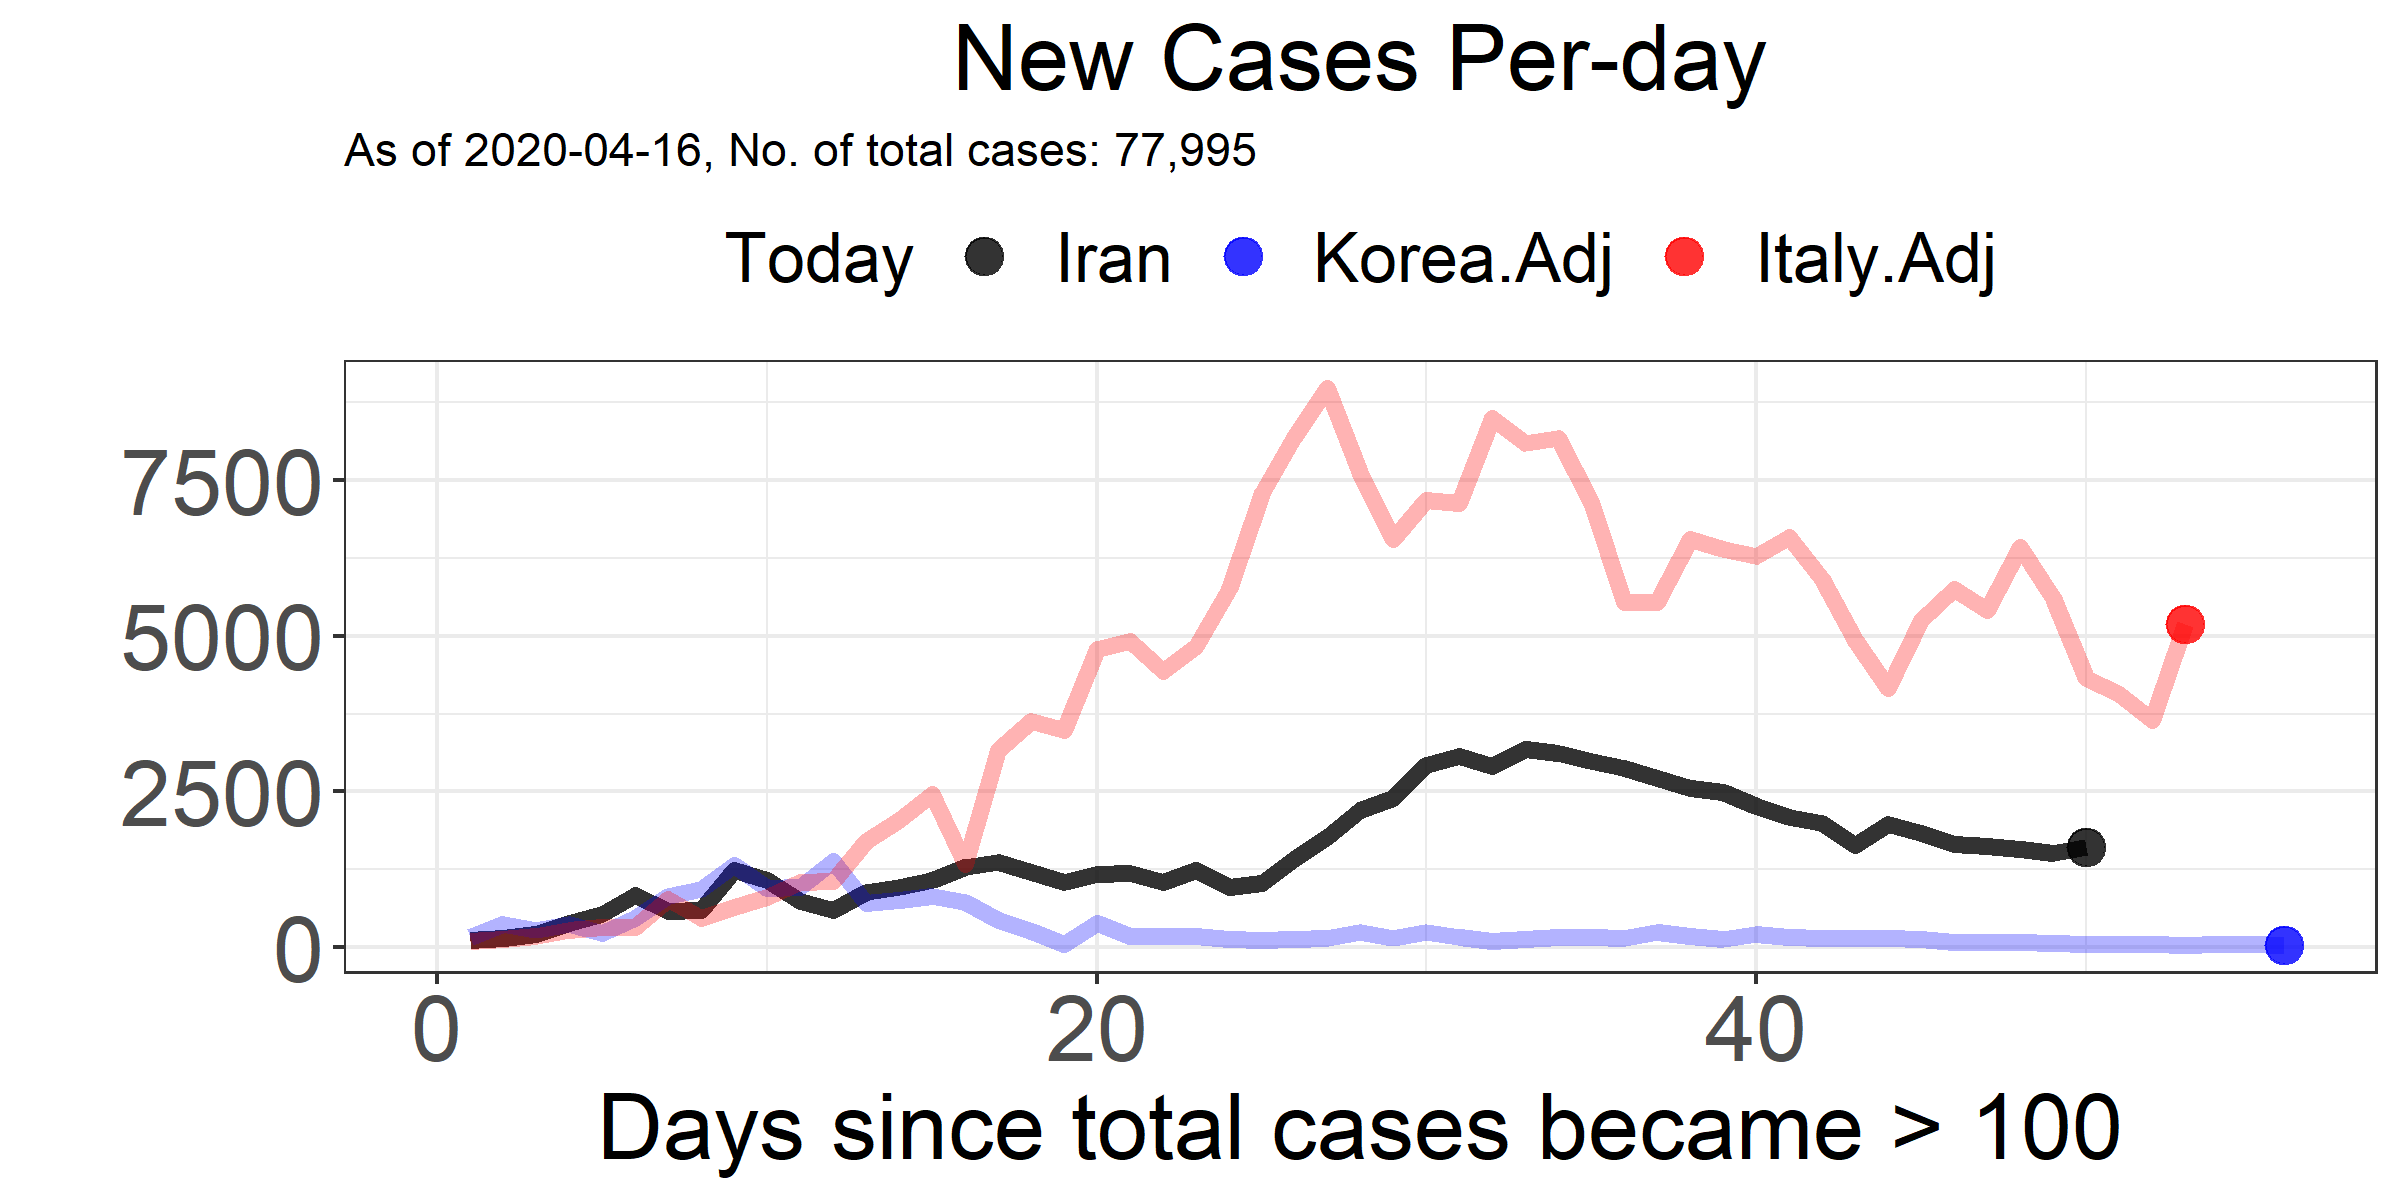 New Cases Per-day
As of 2020-04-16, No. of total cases: 77,995
Today Iran Korea.Adj Italy.Adj
7500
5000
2500
0
0 20 40
Days since total cases became > 100